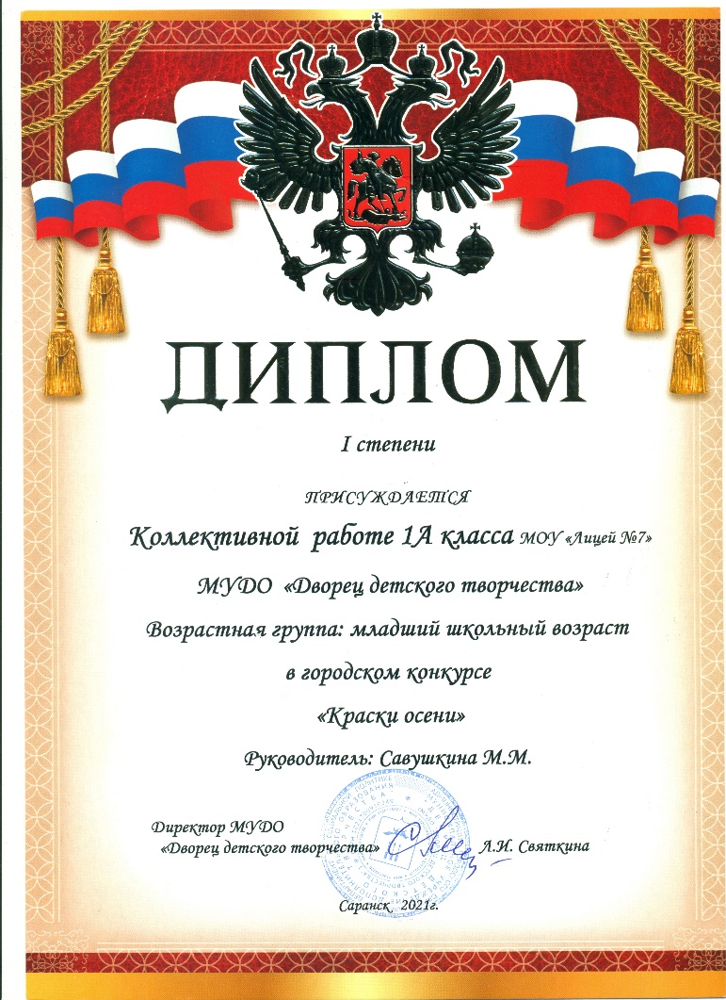 ДИПЛОМ
I степени
ПРИСУЖДАЕТСЯ
Коллективной работе 1А класса МОУ «Лицей №7»
МУДО «Дворец детского творчества»
Возрастная группа: младший школьный возраст
в городском конкурсе
«Краски осени»
Руководитель: Савушкина М.М.
Директор МУДО
«Дворец детского творчества» Л.И. Святкина
Саранск 2021г.